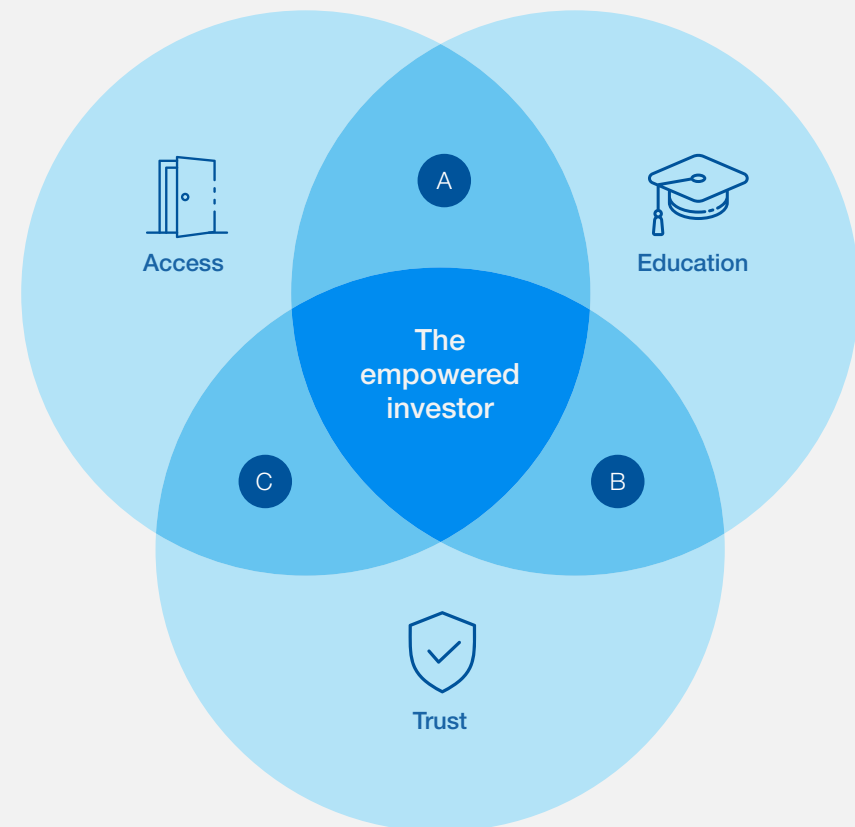 A
Access
Education
The
empowered
investor
C
B
Trust